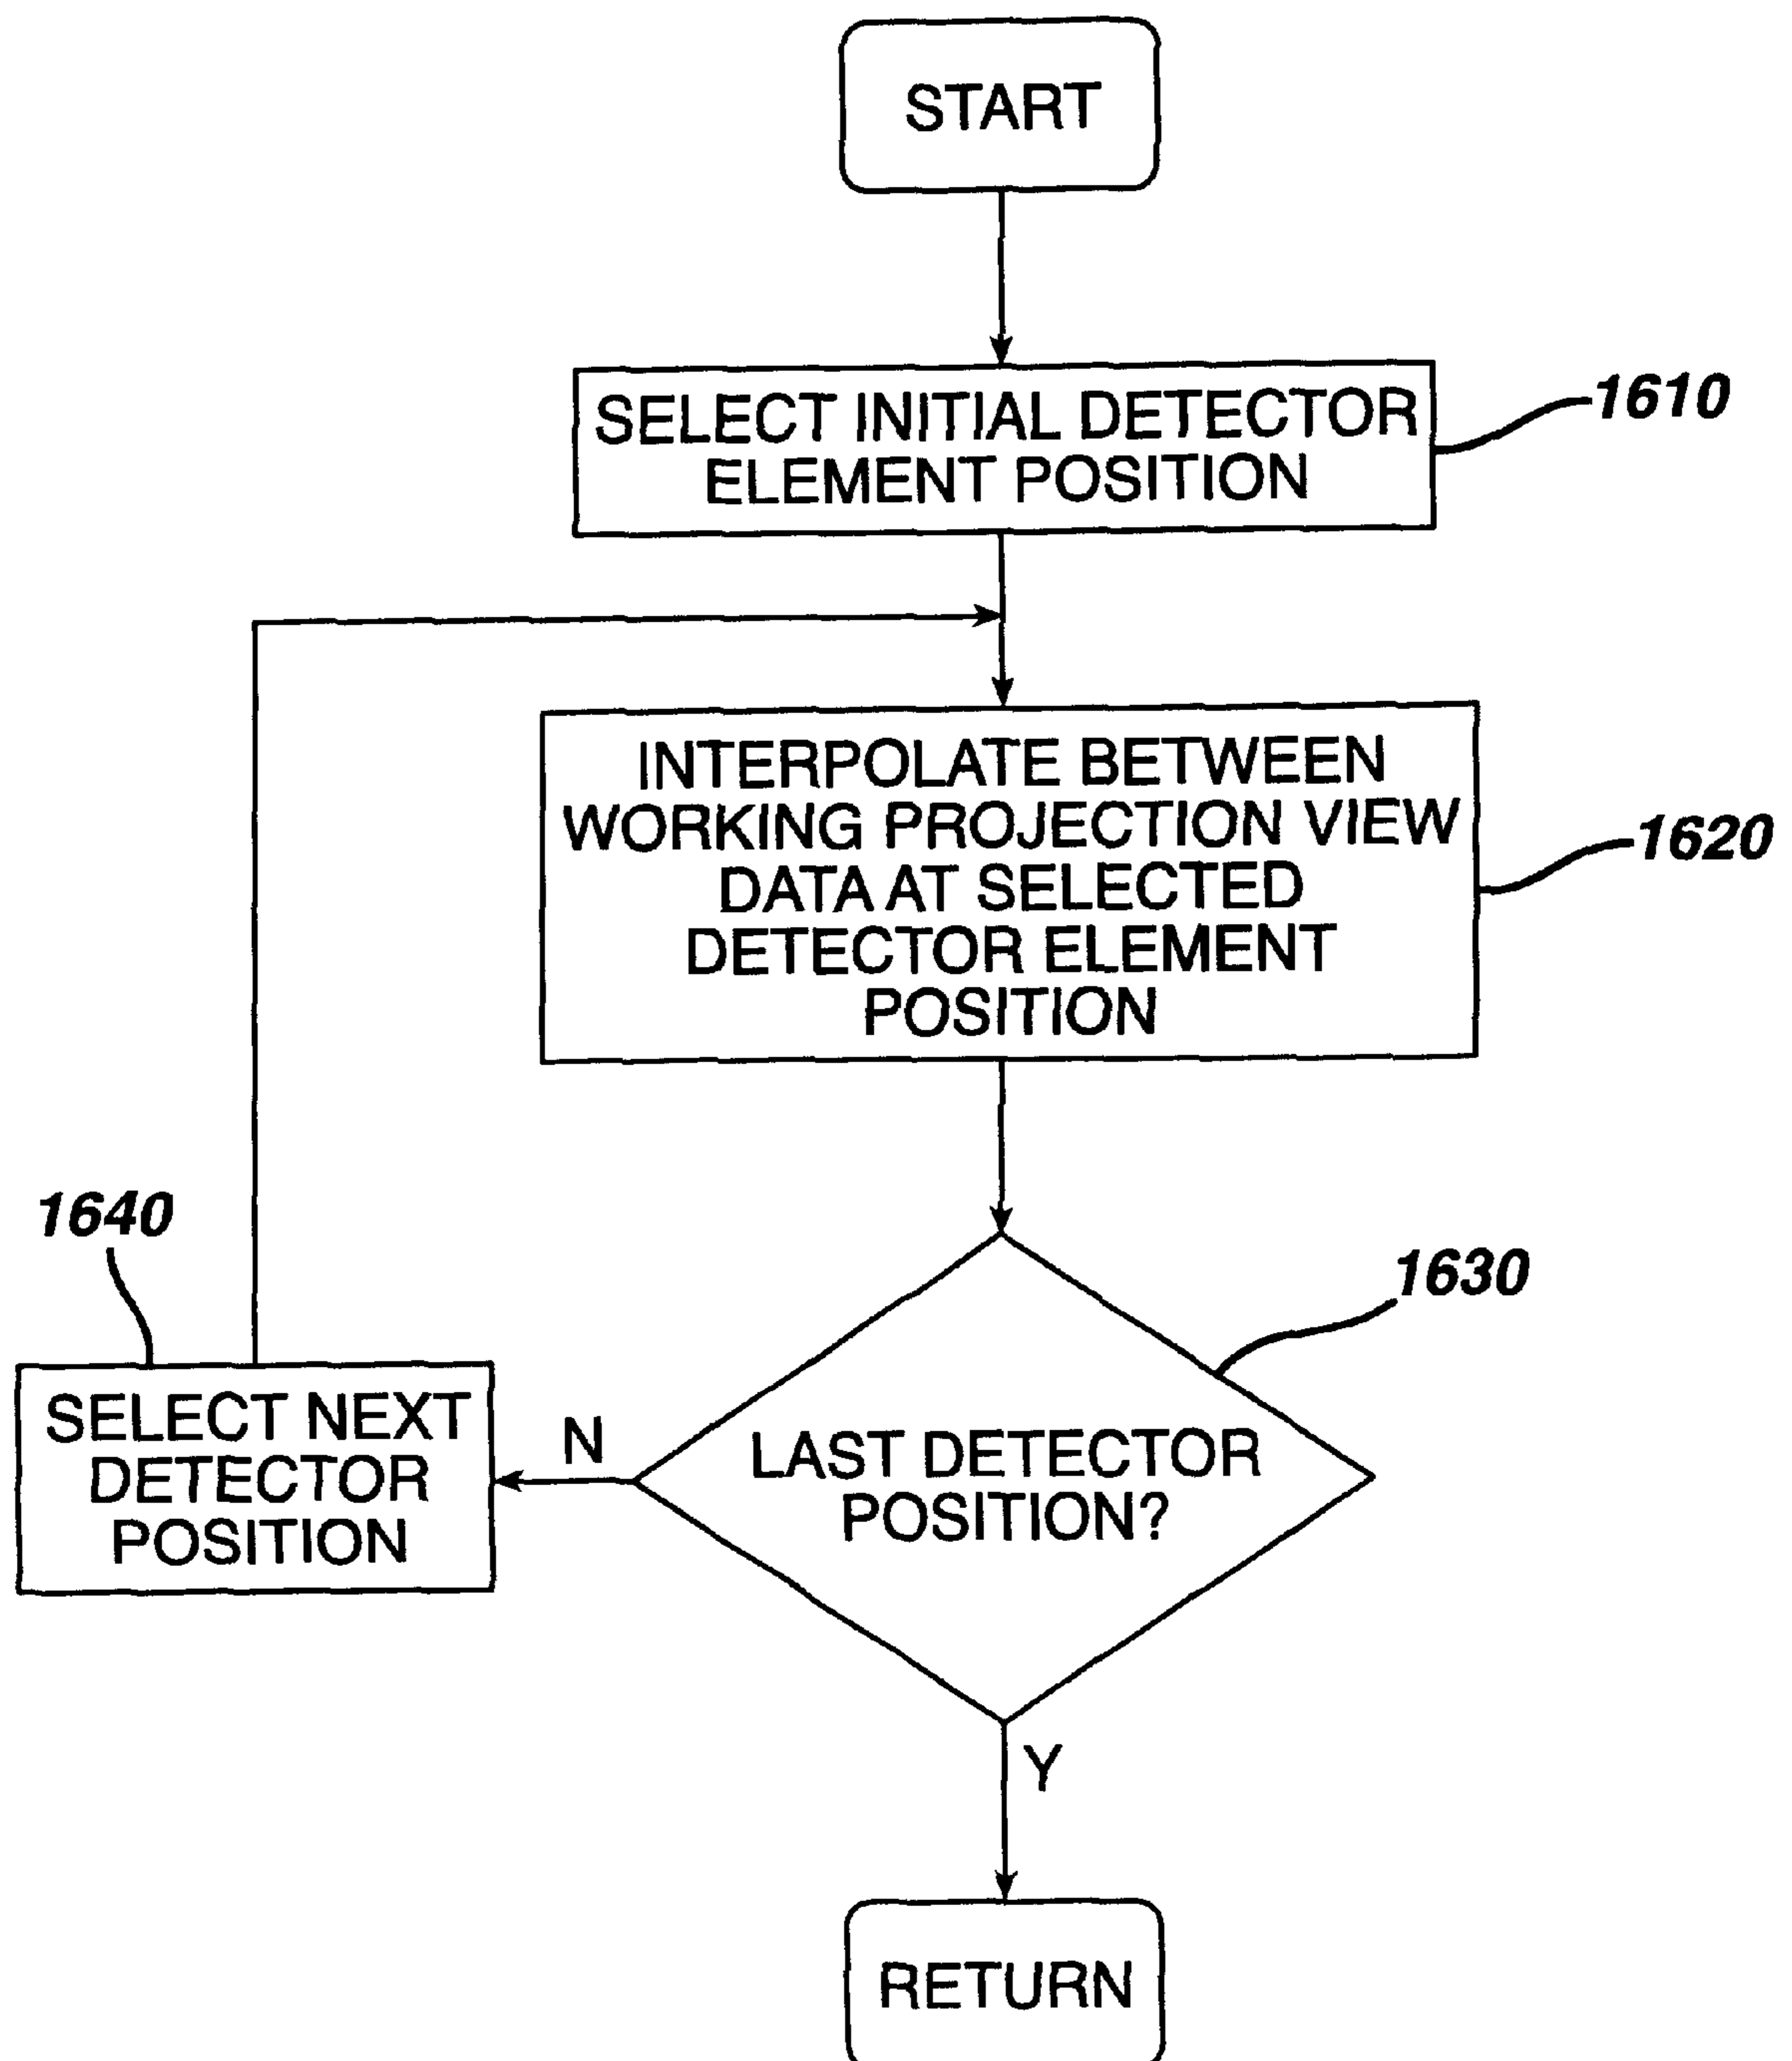 START
SELECT INITIAL DETECTOR
ELEMENT POSITION
1610
INTERPOLATE BETWEEN
WORKING PROJECTION VIEW
DATA AT SELECTED
DETECTOR ELEMENT
POSITION
1620
1640
1630
SELECT NEXT
DETECTOR
POSITION
N
LAST DETECTOR
POSITION?
Y
RETURN